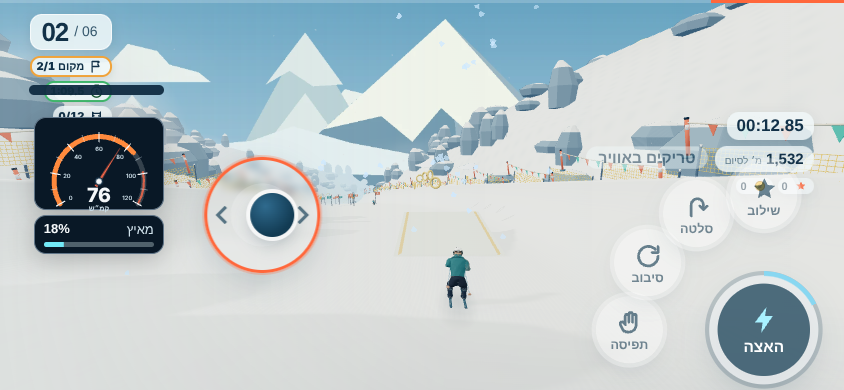 02 / 06
מקום 2/1
0/12
0
20
40
60
80
100
120
76
קמ״ש
מאיץ 18%
00:12.85
1,532 מ׳ לסיום
טריקים באוויר
0 0
שילוב
סלטה
סיבוב
תפיסה
האצה